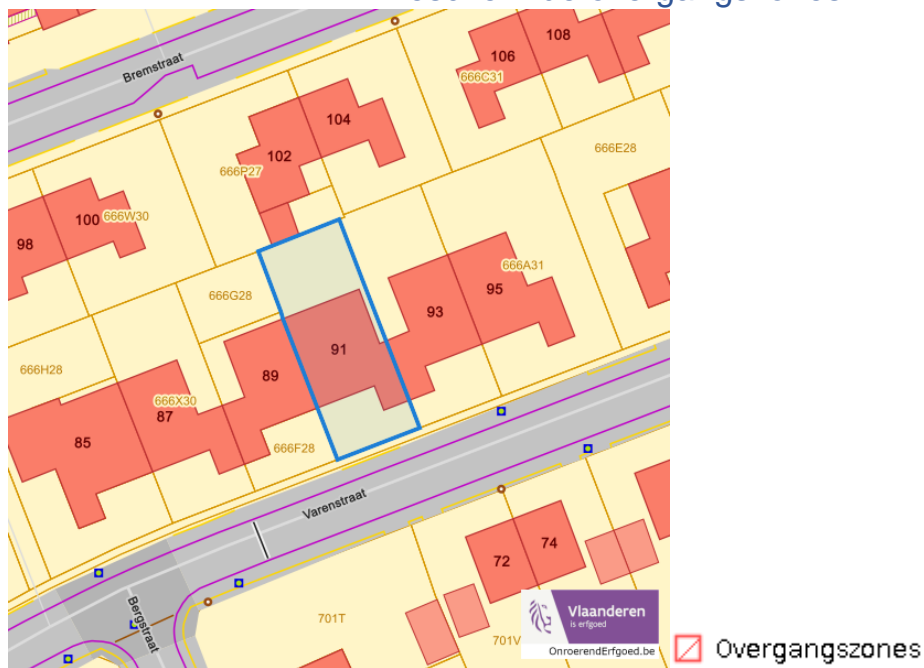 Bremstraat
106
108
666C31
104
102
666P27
666E28
100
666W30
98
666A31
95
666G28
93
91
89
666H28
666X30
87
85
666F28
Varenstraat
72
74
Bergstraat
701T
701V
Vlaanderen
is erfgoed
OnroerendErfgoed.be
Overgangszones